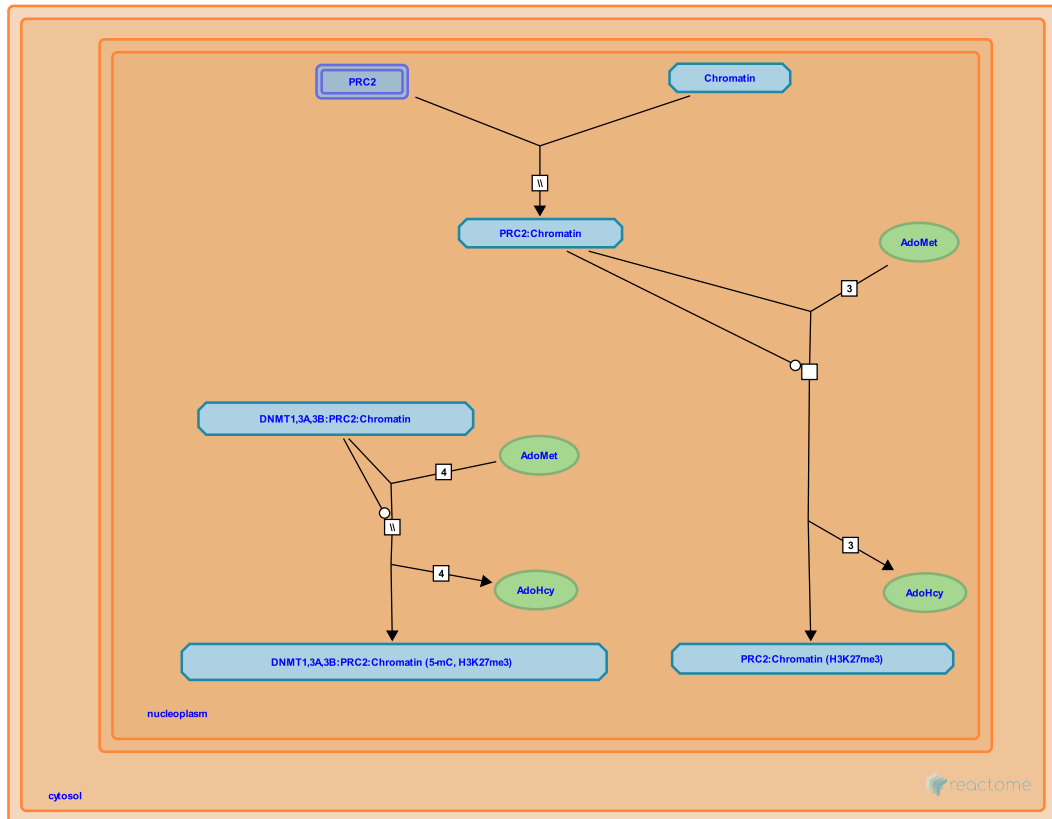 PRC2
Chromatin
\\
PRC2:Chromatin
AdoMet
3
DNMT1,3A,3B:PRC2:Chromatin
AdoMet
4
\\
3
4
AdoHcy
AdoHcy
DNMT1,3A,3B:PRC2:Chromatin (5-mC, H3K27me3)
PRC2:Chromatin (H3K27me3)
nucleoplasm
cytosol
reactome